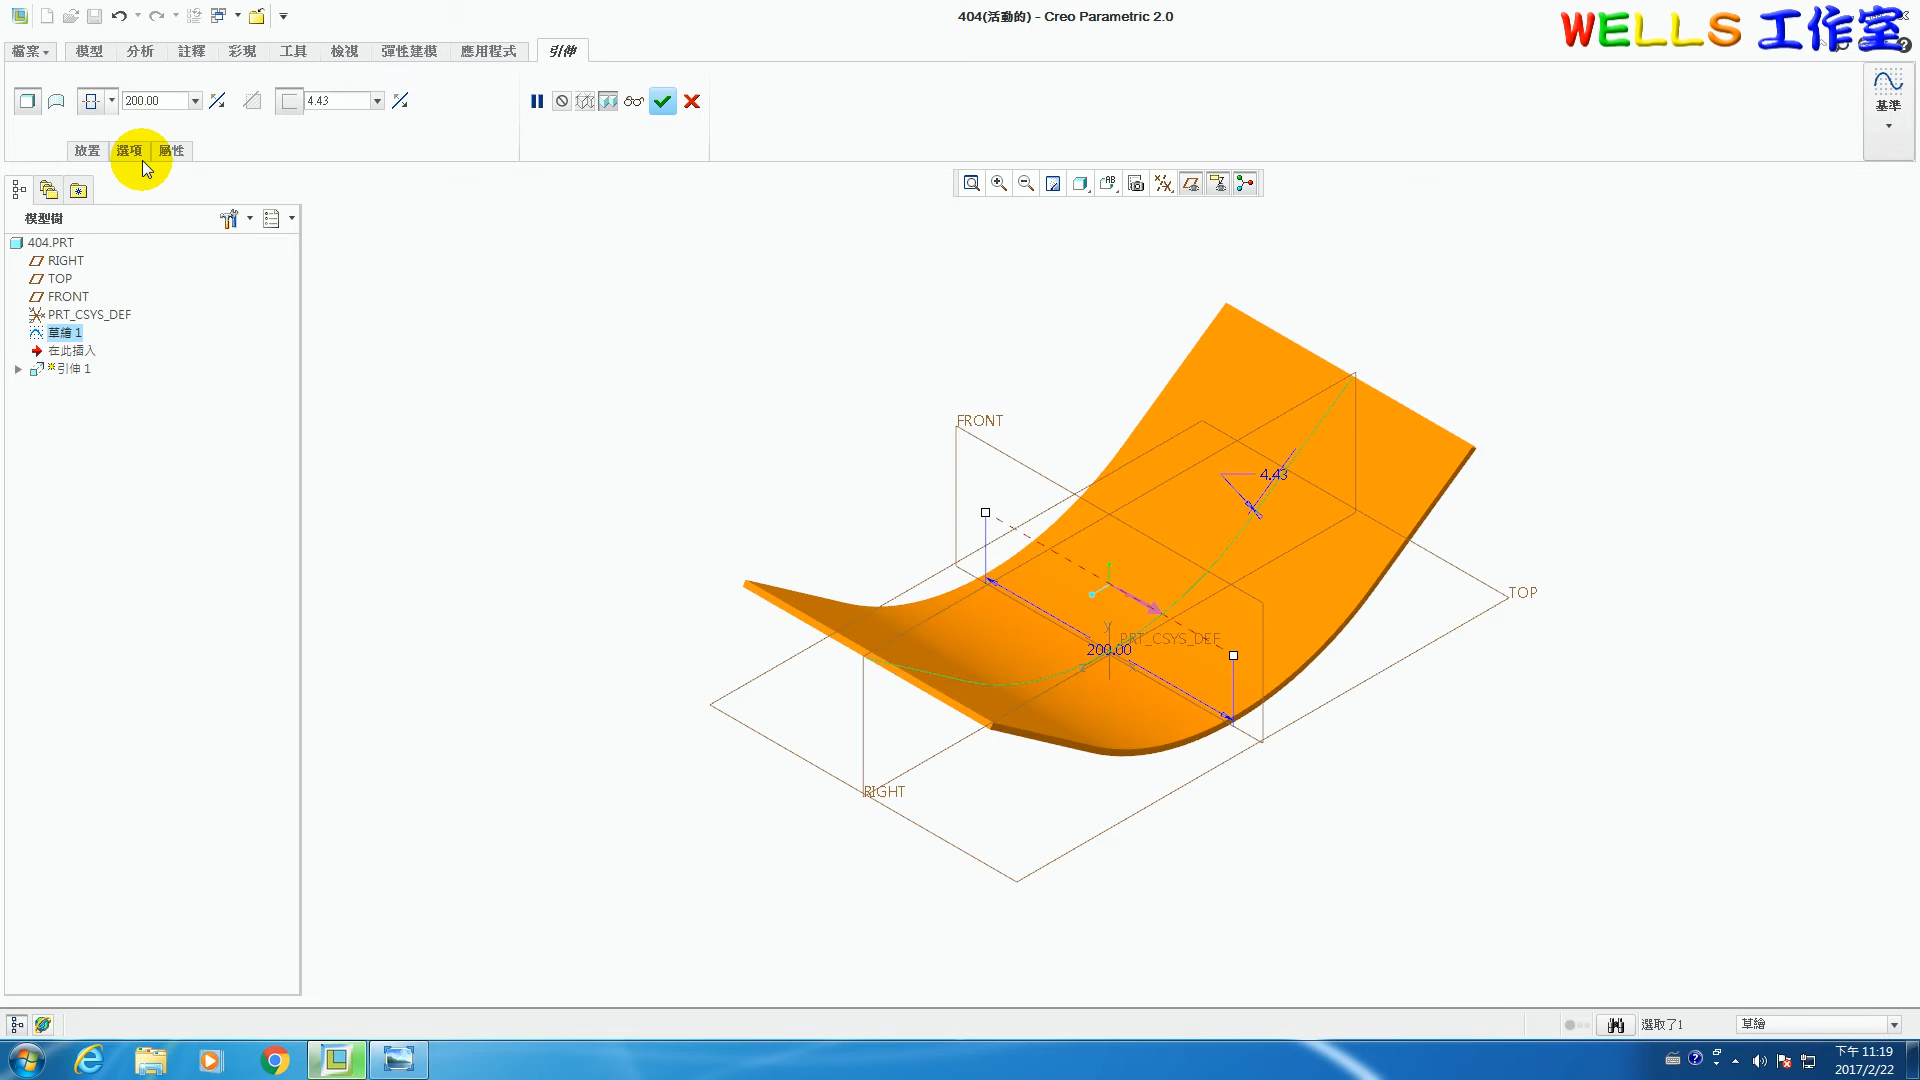 404(活動的) - Creo Parametric 2.0
WELLS 工作室
檔案 模型 分析 註釋 彩現 工具 檢視 彈性建模 應用程式 引伸
200.00 4.43
基準
放置 選項 屬性
模型樹
404.PRT
RIGHT
TOP
FRONT
PRT_CSYS_DEF
草繪 1
在此插入
引伸 1
FRONT
4.43
TOP
PRT_CSYS_DEF
200.00
RIGHT
選取了1 草繪
下午 11:19
2017/2/22